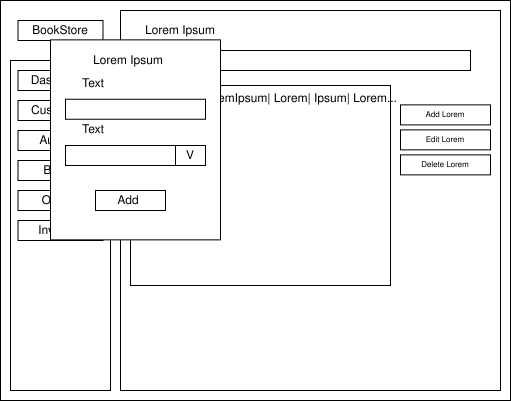 BookStore
Lorem Ipsum
Lorem Ipsum
Text
Text
V
Add
emIpsum| Lorem| Ipsum| Lorem...
Add Lorem
Edit Lorem
Delete Lorem
Das
Cus
Au
B
O
Inv